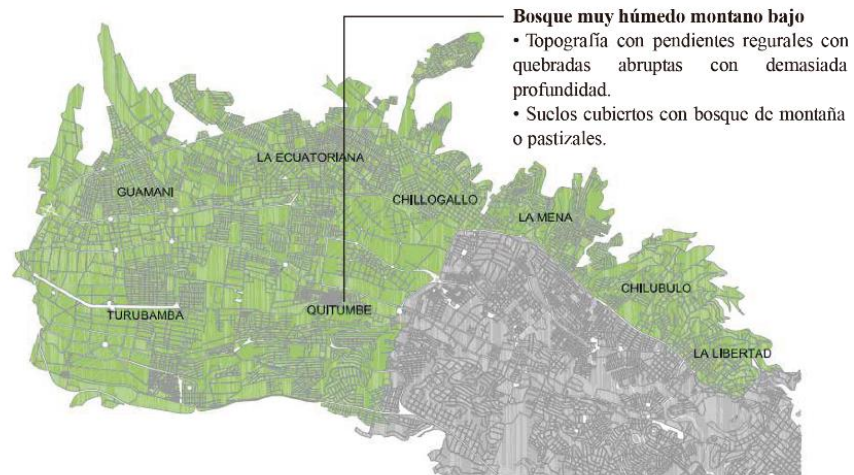 Bosque muy húmedo montano bajo
• Topografía con pendientes regurales con
quebradas abruptas con demasiada
profundidad.
• Suelos cubiertos con bosque de montaña
o pastizales.
LA ECUATORIANA
GUAMANI
CHILLOGALLO
LA MENA
CHILUBULO
TURUBAMBA
QUITUMBE
LA LIBERTAD